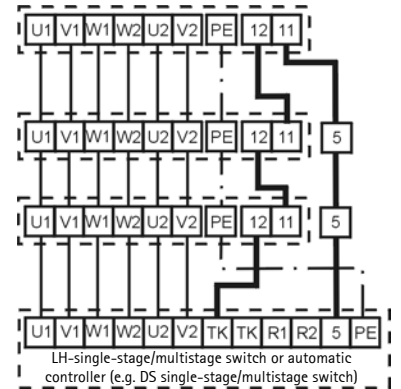 U1 V1 W1 W2 U2 V2 PE 12 11
U1 V1 W1 W2 U2 V2 PE 12 11 5
U1 V1 W1 W2 U2 V2 PE 12 11 5
U1 V1 W1 W2 U2 V2 TK TK R1 R2 5 PE
LH-single-stage/multistage switch or automatic
controller (e.g. DS single-stage/multistage switch)